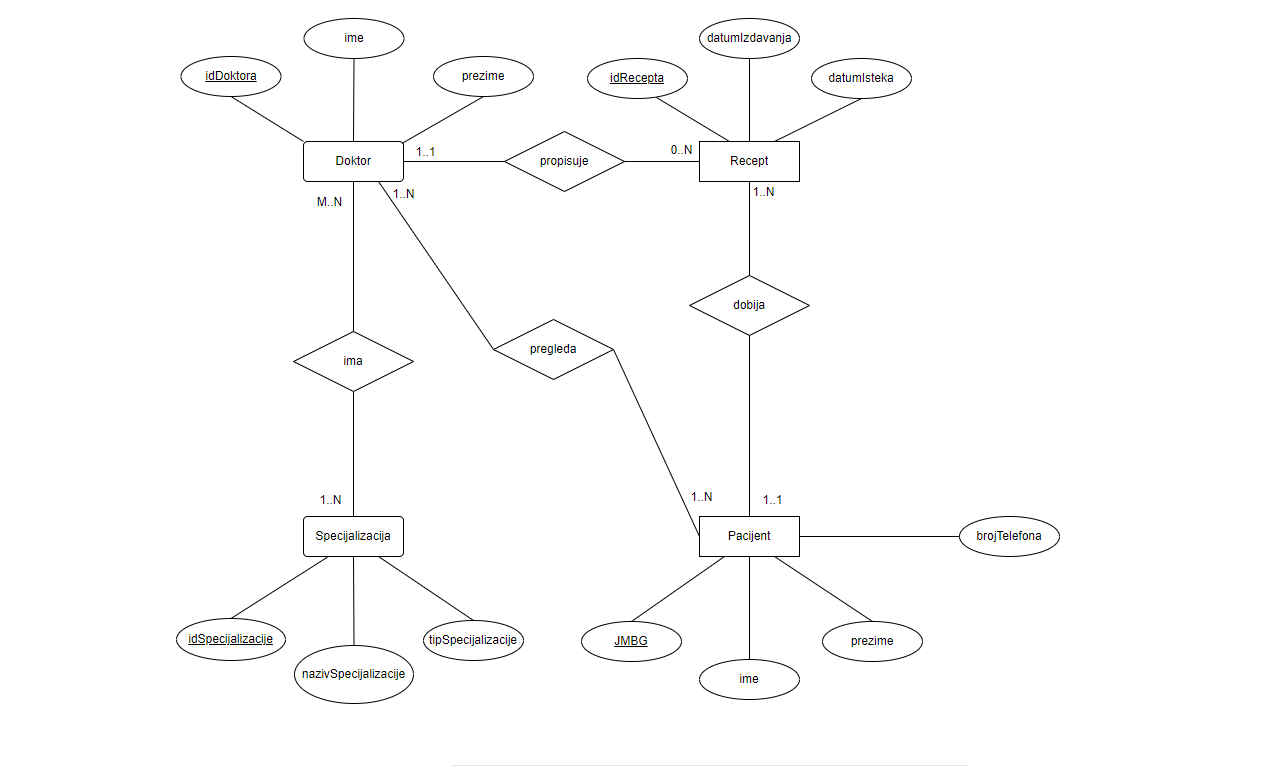 ime
datumIzdavanja
idDoktora
prezime
idRecepta
datumIsteka
Doktor
1..1
propisuje
0..N
Recept
M..N
1..N
1..N
dobija
pregleda
ima
1..N
1..N
1..1
Specijalizacija
Pacijent
brojTelefona
idSpecijalizacije
nazivSpecijalizacije
tipSpecijalizacije
JMBG
ime
prezime